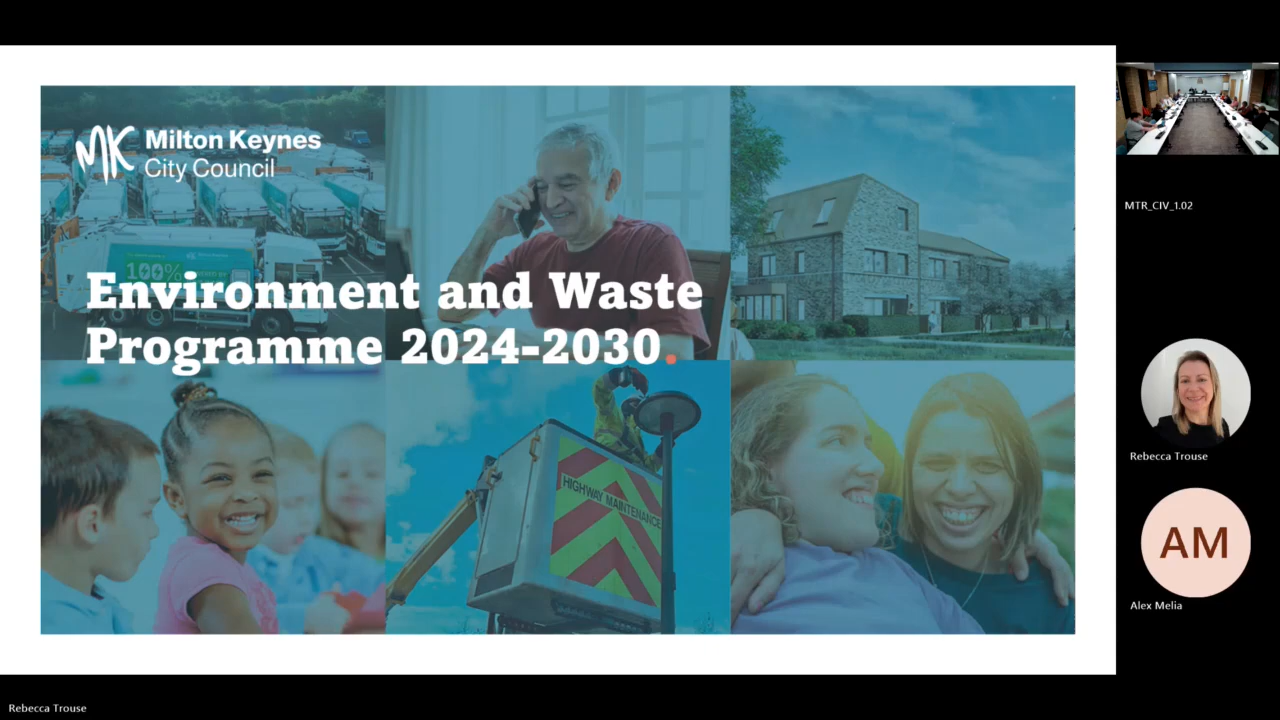 MK Milton Keynes
City Council
100%
Environment and Waste
Programme 2024-2030.
HIGHWAY MAINTENANCE
MTR_CIV_1.02
Rebecca Trouse
AM
Alex Melia
Rebecca Trouse